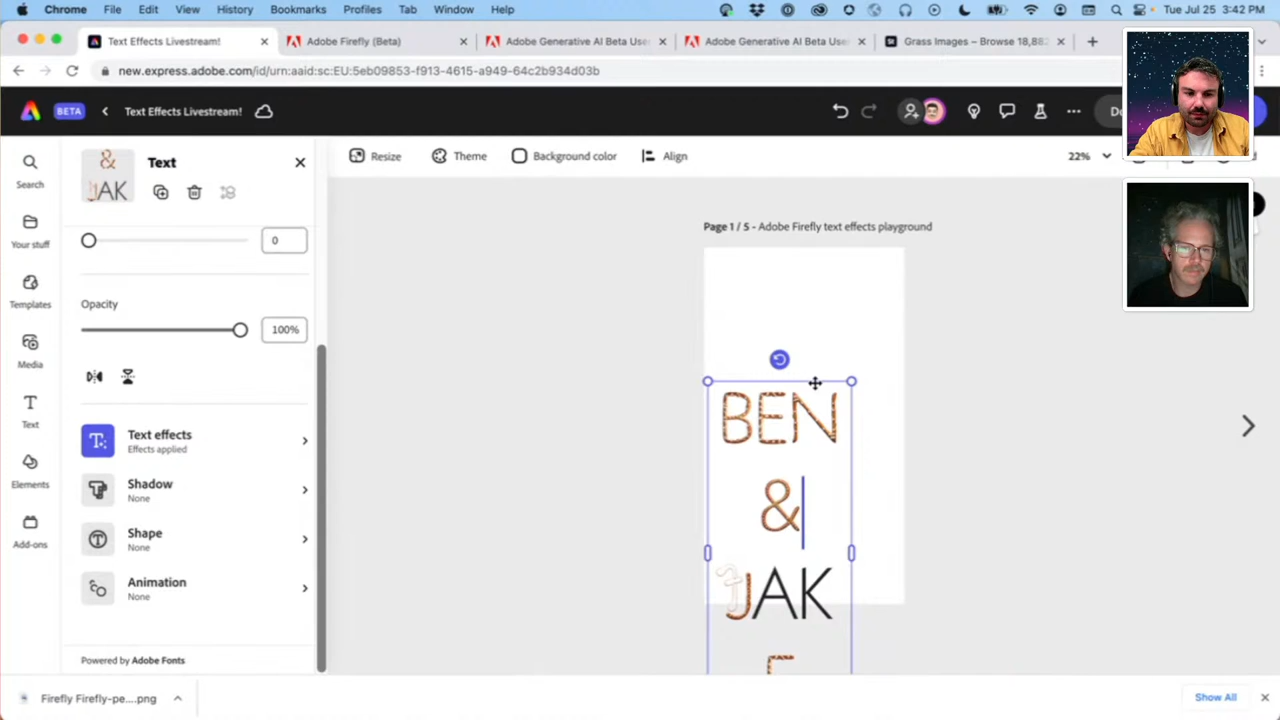 Chrome File Edit View History Bookmarks Profiles Tab Window Help Tue Jul 25 3:42 PM
Text Effects Livestream! Adobe Firefly (Beta) Adobe Generative AI Beta Use Adobe Generative AI Beta Use St Grass Images – Browse 18,882
new.express.adobe.com/id/urn:aaid:sc:EU:5eb09853-f913-4615-a949-64c2b934d03b
BETA Text Effects Livestream!
& JAK
Text
Resize Theme Background color Align 22%
Search
Your stuff
Templates
Media
Text
Elements
Add-ons
0
Opacity
100%
Text effects
Effects applied
Shadow
None
Shape
None
Animation
None
Powered by Adobe Fonts
Page 1 / 5 - Adobe Firefly text effects playground
BEN
&
JAK
E
Firefly Firefly-pe....png
Show All